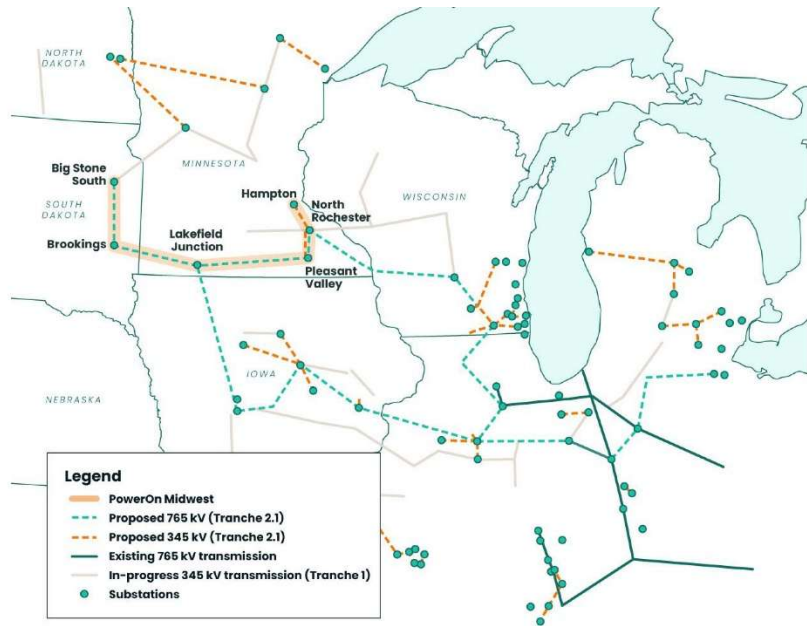 NORTH
DAKOTA
MINNESOTA
Big Stone
South
SOUTH
DAKOTA
Hampton
North
Rochester
WISCONSIN
Brookings
Lakefield
Junction
Pleasant
Valley
IOWA
NEBRASKA
Legend
PowerOn Midwest
Proposed 765 kV (Tranche 2.1)
Proposed 345 kV (Tranche 2.1)
Existing 765 kV transmission
In-progress 345 kV transmission (Tranche 1)
Substations